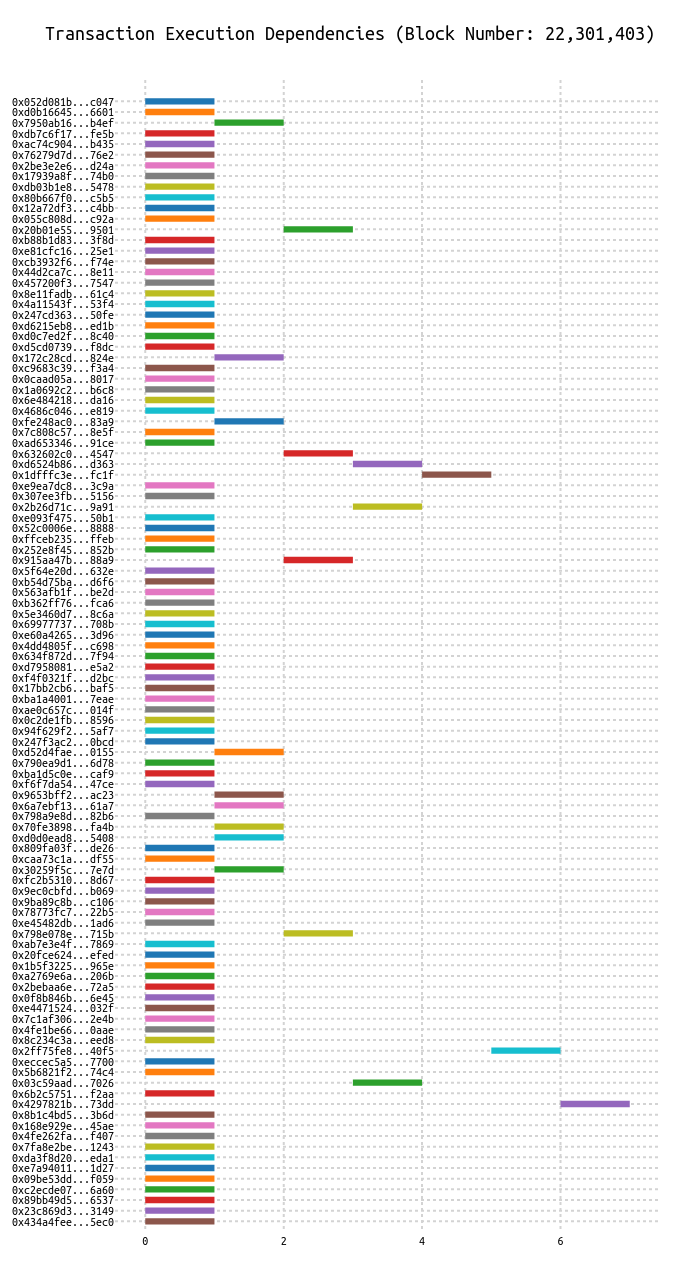 Transaction Execution Dependencies (Block Number: 22,301,403)
0x052d081b...c047
0xd0b16645...6601
0x7950ab16...b4ef
0xdb7c6f17...fe5b
0xac74c904...b435
0x76279d7d...76e2
0x2be3e2e6...d24a
0x17939a8f...74b0
0xdb03b1e8...5478
0x80b667f0...c5b5
0x12a72df3...c4bb
0x055c808d...c92a
0x20b01e55...9501
0xb88b1d83...3f8d
0xe81cfc16...25e1
0xcb3932f6...f74e
0x44d2ca7c...8e11
0x457200f3...7547
0x8e11fadb...61c4
0x4a11543f...53f4
0x247cd363...50fe
0xd6215eb8...ed1b
0xd0c7ed2f...8c40
0xd5cd0739...f8dc
0x172c28cd...824e
0xc9683c39...f3a4
0x0caad05a...8017
0x1a0692c2...b6c8
0x6e484218...da16
0x4686c046...e819
0xfe248ac0...83a9
0x7c808c57...8e5f
0xad653346...91ce
0x632602c0...4547
0xd6524b86...d363
0x1dfffc3e...fc1f
0xe9ea7dc8...3c9a
0x307ee3fb...5156
0x2b26d71c...9a91
0xe093f475...50b1
0x52c0006e...8888
0xffceb235...ffeb
0x252e8f45...852b
0x915aa47b...88a9
0x5f64e20d...632e
0xb54d75ba...d6f6
0x563afb1f...be2d
0xb362ff76...fca6
0x5e3460d7...8c6a
0x69977737...708b
0xe60a4265...3d96
0x4dd4805f...c698
0x634f872d...7f94
0xd7958081...e5a2
0xf4f0321f...d2bc
0x17bb2cb6...baf5
0xba1a4001...7eae
0xae0c657c...014f
0x0c2de1fb...8596
0x94f629f2...5af7
0x247f3ac2...0bcd
0xd52d4fae...0155
0x790ea9d1...6d78
0xba1d5c0e...caf9
0xf6f7da54...47ce
0x9653bff2...ac23
0x6a7ebf13...61a7
0x798a9e8d...82b6
0x70fe3898...fa4b
0xd0d0ead8...5408
0x809fa03f...de26
0xcaa73c1a...df55
0x30259f5c...7e7d
0xfc2b5310...8d67
0x9ec0cbfd...b069
0x9ba89c8b...c106
0x78773fc7...22b5
0xe45482db...1ad6
0x798e078e...715b
0xab7e3e4f...7869
0x20fce624...efed
0x1b5f3225...965e
0xa2769e6a...206b
0x2bebaa6e...72a5
0x0f8b846b...6e45
0xe4471524...032f
0x7c1af306...2e4b
0x4fe1be66...0aae
0x8c234c3a...eed8
0x2ff75fe8...40f5
0xeccec5a5...7700
0x5b6821f2...74c4
0x03c59aad...7026
0x6b2c5751...f2aa
0x4297821b...73dd
0x8b1c4bd5...3b6d
0x168e929e...45ae
0x4fe262fa...f407
0x7fa8e2be...1243
0xda3f8d20...eda1
0xe7a94011...1d27
0x09be53dd...f059
0xc2ecde07...6a60
0x89bb49d5...6537
0x23c869d3...3149
0x434a4fee...5ec0
0 2 4 6